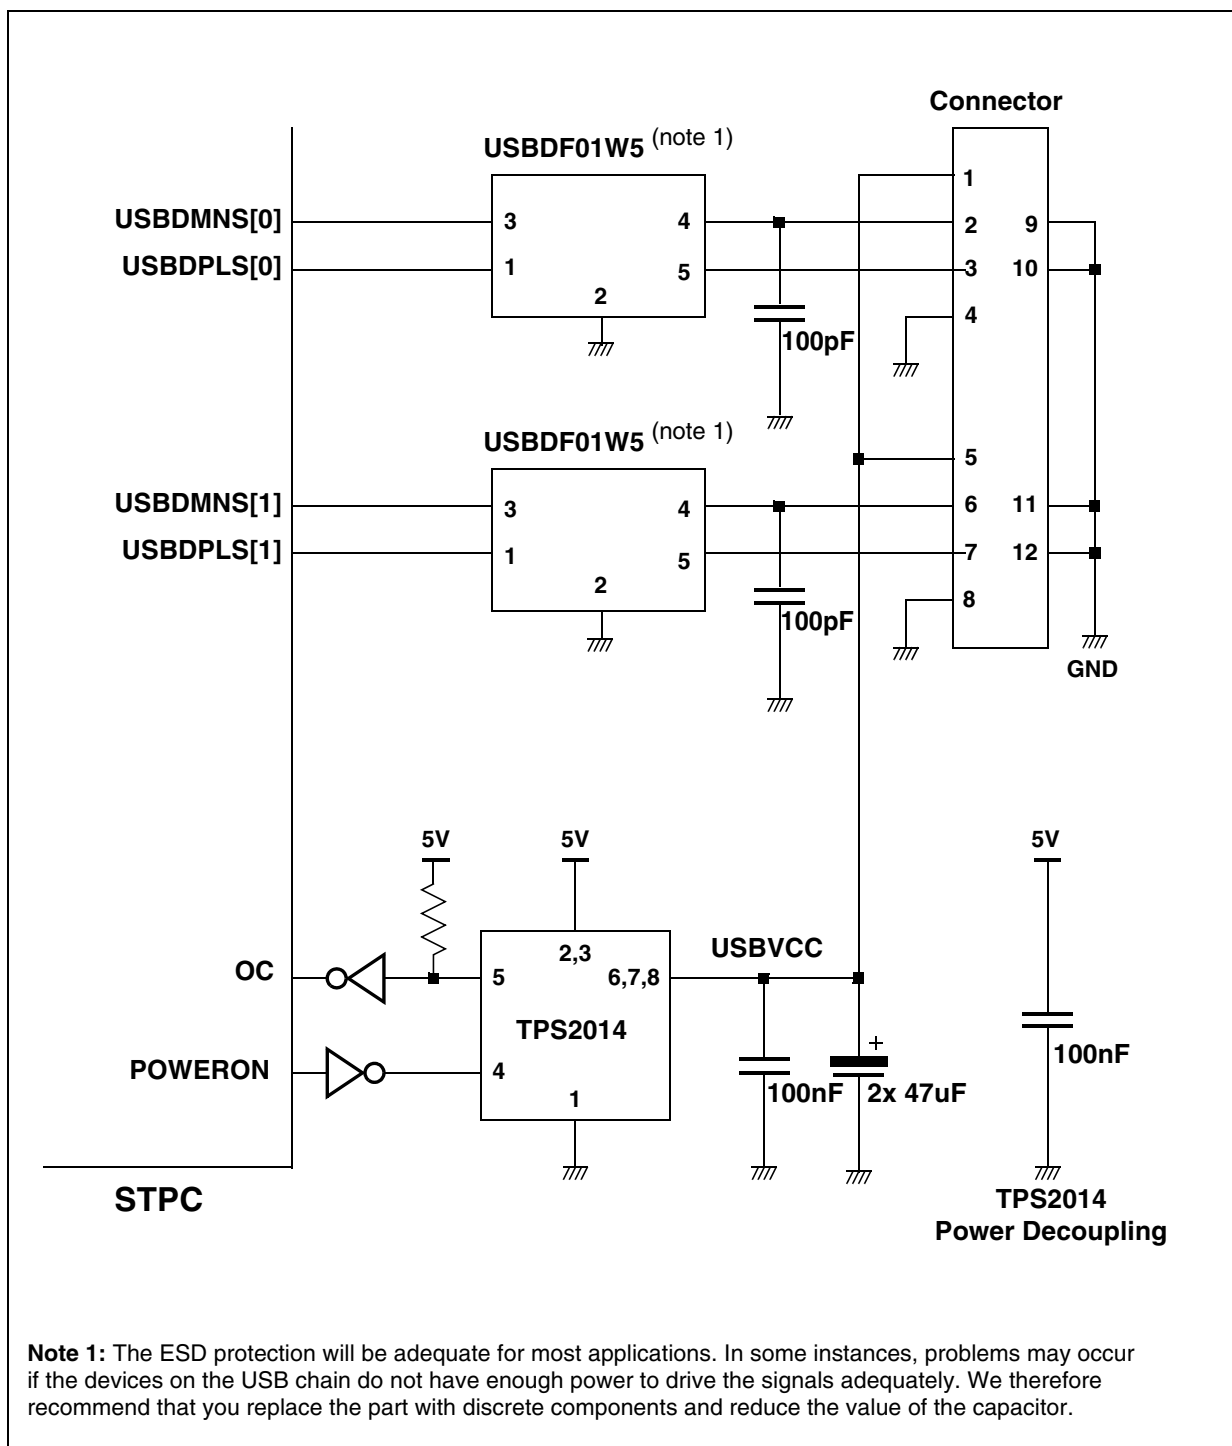 Connector
USBDF01W5 (note 1)
1
USBDMNS[0]
3
4
2
9
USBDPLS[0]
1
5
3
10
2
4
100pF
USBDF01W5 (note 1)
5
USBDMNS[1]
3
4
6
11
USBDPLS[1]
1
5
7
12
2
8
100pF
GND
5V
5V
5V
2,3
USBVCC
OC
5
6,7,8
TPS2014
+
100nF
POWERON
4
1
100nF
2x 47uF
STPC
TPS2014
Power Decoupling
Note 1: The ESD protection will be adequate for most applications. In some instances, problems may occur
if the devices on the USB chain do not have enough power to drive the signals adequately. We therefore
recommend that you replace the part with discrete components and reduce the value of the capacitor.